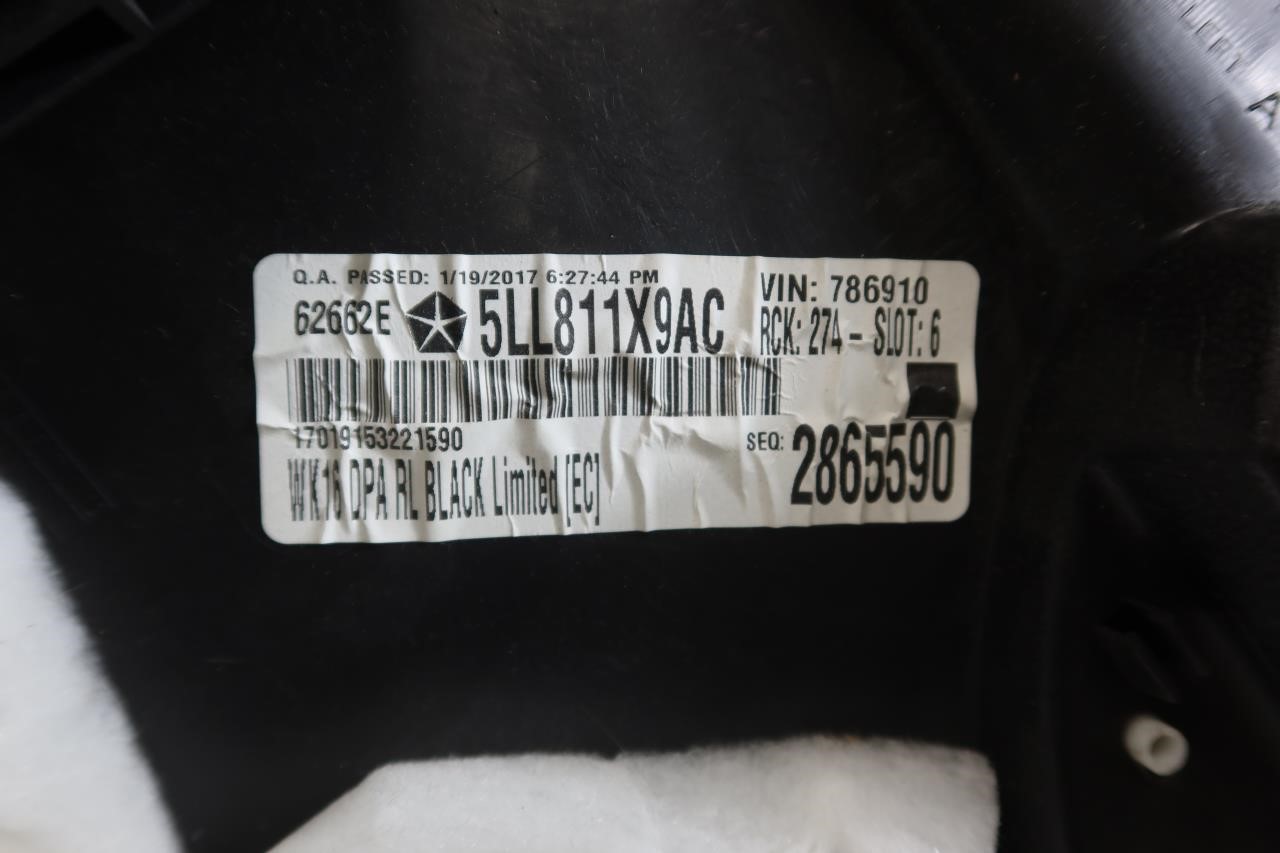 Q.A. PASSED: 1/19/2017 6:27:44 PM
62662E 5LL811X9AC
VIN: 786910
RCK: 274 - SLOT: 6
17019153221590
SEQ: 2865590
WK16 DPA RL BLACK Limited [EC]